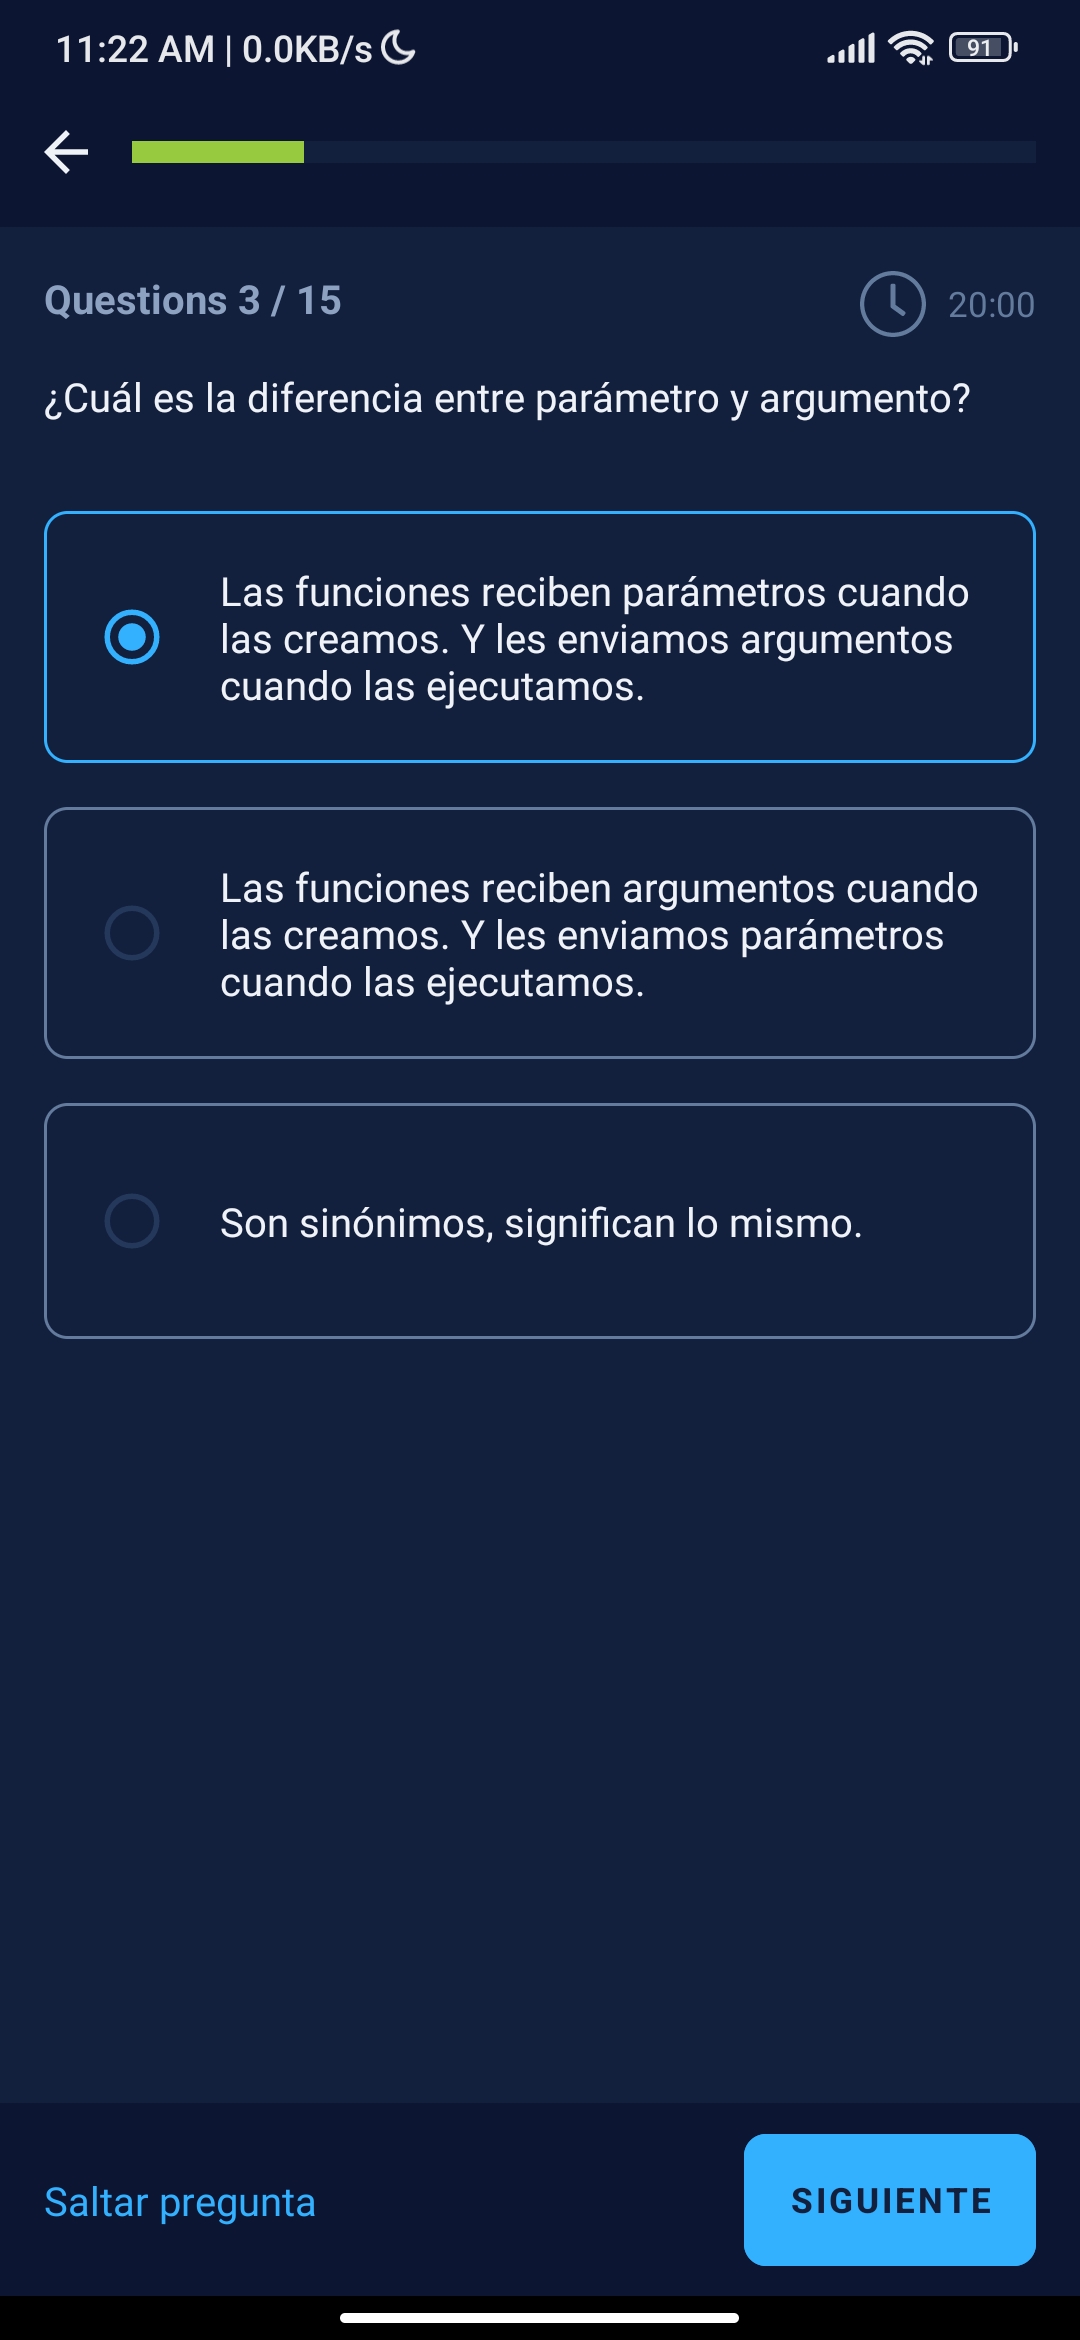 11:22 AM | 0.0KB/s
91
Questions 3 / 15
20:00
¿Cuál es la diferencia entre parámetro y argumento?
Las funciones reciben parámetros cuando
las creamos. Y les enviamos argumentos
cuando las ejecutamos.
Las funciones reciben argumentos cuando
las creamos. Y les enviamos parámetros
cuando las ejecutamos.
Son sinónimos, significan lo mismo.
Saltar pregunta
SIGUIENTE